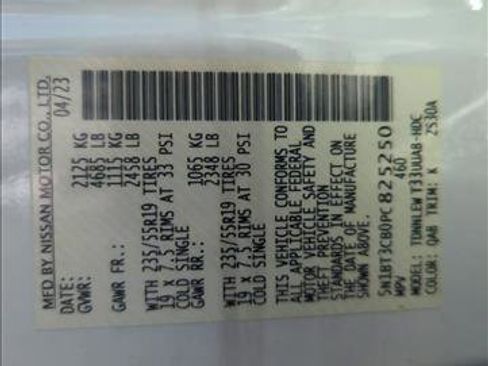 MFD BY NISSAN MOTOR CO., LTD.
DATE: 04/23
GVWR: 2125 KG
4685 LB
GAWR FR.: 1115 KG
2458 LB
WITH 235/55R19 TIRES
19 x 7.5 RIMS AT 33 PSI
COLD SINGLE
GAWR RR.: 1065 KG
2348 LB
WITH 235/55R19 TIRES
19 x 7.5 RIMS AT 30 PSI
COLD SINGLE
THIS VEHICLE CONFORMS TO
ALL APPLICABLE FEDERAL
MOTOR VEHICLE SAFETY AND
THEFT PREVENTION
STANDARDS IN EFFECT ON
THE DATE OF MANUFACTURE
SHOWN ABOVE.
5N1BT3CB0PC825250
MPV 460
MODEL: T33UUA8-HDC
COLOR: QAB TRIM: K 2S30A